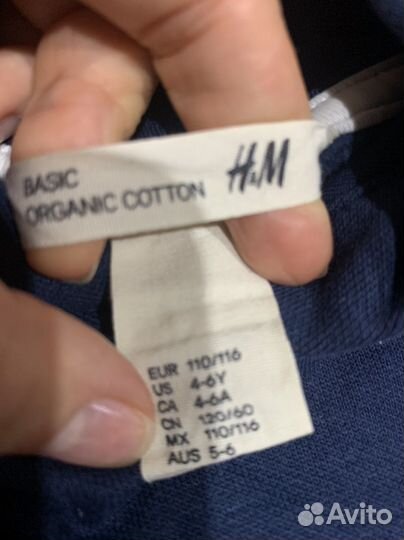 BASIC
ORGANIC COTTON H&M
EUR 110/116
US 4-6Y
CA 4-6A
CN 120/60
MX 110/116
AUS 5-6
Avito